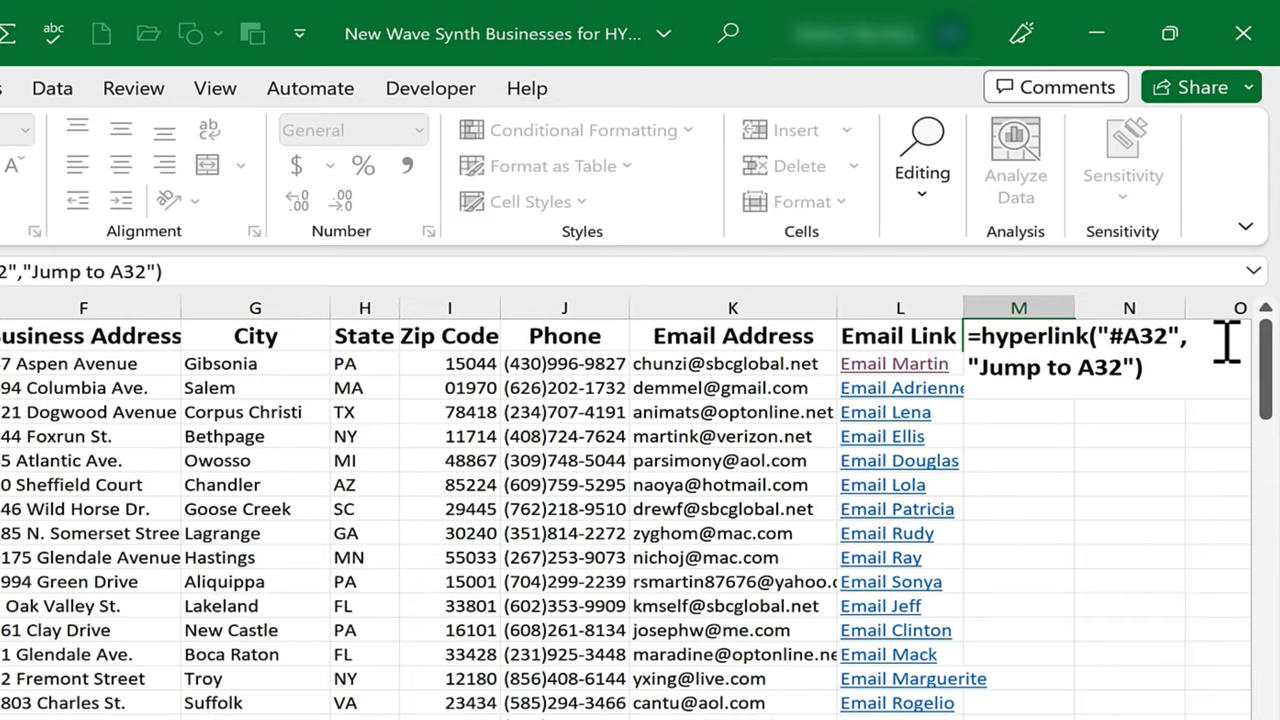 abc
New Wave Synth Businesses for HY...
Data Review View Automate Developer Help
Comments
Share
ab
General
Conditional Formatting
Insert
A
$ % ,
Format as Table
Delete
Editing
Analyze
Data
Sensitivity
.00
.00
Cell Styles
Format
Alignment
Number
Styles
Cells
Analysis
Sensitivity
2","Jump to A32")
F G H I J K L M N O
usiness Address City State Zip Code Phone Email Address Email Link =hyperlink("#A32",
"Jump to A32")
7 Aspen Avenue Gibsonia PA 15044 (430)996-9827 chunzi@sbcglobal.net Email Martin
94 Columbia Ave. Salem MA 01970 (626)202-1732 demmel@gmail.com Email Adrienne
21 Dogwood Avenue Corpus Christi TX 78418 (234)707-4191 animats@optonline.net Email Lena
44 Foxrun St. Bethpage NY 11714 (408)724-7624 martink@verizon.net Email Ellis
5 Atlantic Ave. Owosso MI 48867 (309)748-5044 parsimony@aol.com Email Douglas
0 Sheffield Court Chandler AZ 85224 (609)759-5295 naoya@hotmail.com Email Lola
46 Wild Horse Dr. Goose Creek SC 29445 (762)218-9510 drewf@sbcglobal.net Email Patricia
85 N. Somerset Stree Lagrange GA 30240 (351)814-2272 zyghom@mac.com Email Rudy
175 Glendale Avenue Hastings MN 55033 (267)253-9073 nichoj@mac.com Email Ray
994 Green Drive Aliquippa PA 15001 (704)299-2239 rsmartin87676@yahoo.c Email Sonya
Oak Valley St. Lakeland FL 33801 (602)353-9909 kmself@sbcglobal.net Email Jeff
61 Clay Drive New Castle PA 16101 (608)261-8134 josephw@me.com Email Clinton
1 Glendale Ave. Boca Raton FL 33428 (231)925-3448 maradine@optonline.ne Email Mack
2 Fremont Street Troy NY 12180 (856)408-6144 yxing@live.com Email Marguerite
803 Charles St. Suffolk VA 23434 (585)294-3466 cantu@aol.com Email Rogelio